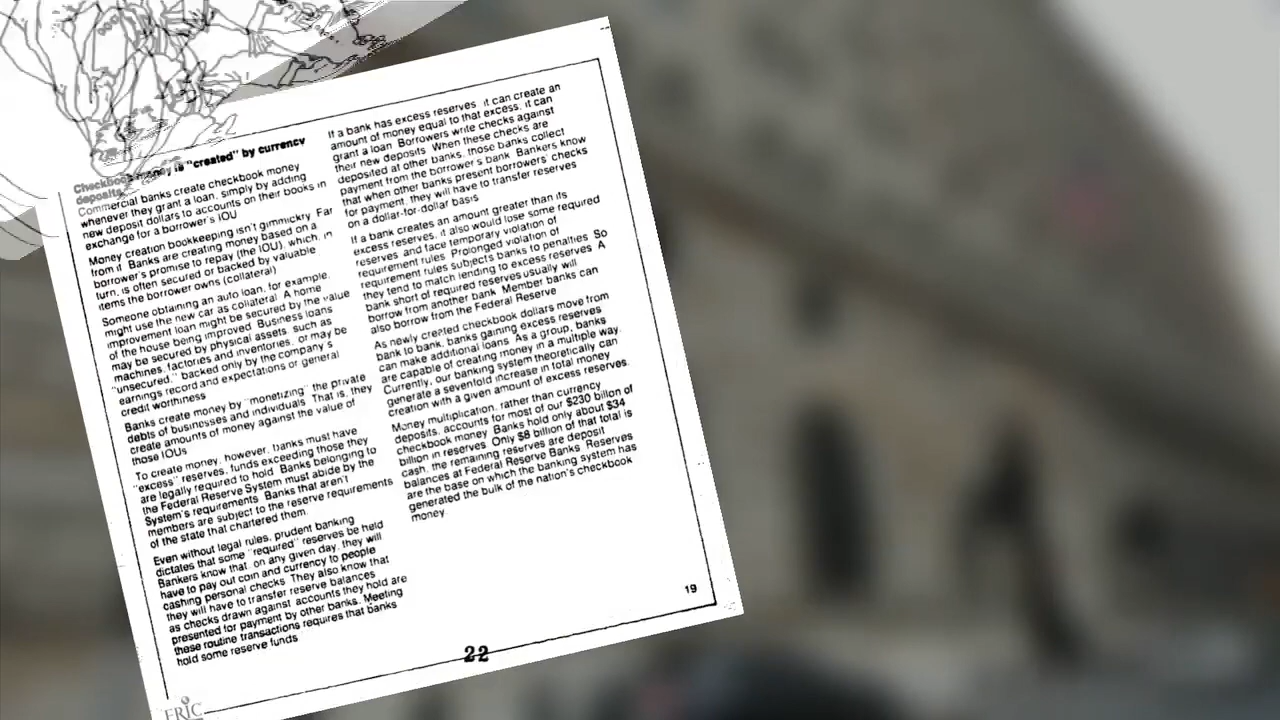 Checkbook money is "created" by currency
deposits.
Commercial banks create checkbook money
whenever they grant a loan, simply by adding
new deposit dollars to accounts on their books in
exchange for a borrower's IOU
Money creation bookkeeping isn't gimmickry Far
from it Banks are creating money based on a
borrower's promise to repay (the IOU), which, in
turn, is often secured or backed by valuable
items the borrower owns (collateral)
Someone obtaining an auto loan, for example,
might use the new car as collateral A home
improvement loan might be secured by the value
of the house being improved Business loans
may be secured by physical assets, such as
machines, factories and inventories, or may be
"unsecured," backed only by the company s
earnings record and expectations or general
credit worthiness
Banks create money by "monetizing" the private
debts of businesses and individuals That is, they
create amounts of money against the value of
those IOUs
To create money, however, banks must have
"excess" reserves, funds exceeding those they
are legally required to hold Banks belonging to
the Federal Reserve System must abide by the
System's requirements Banks that aren't
members are subject to the reserve requirements
of the state that chartered them
Even without legal rules, prudent banking
dictates that some "required" reserves be held
Bankers know that, on any given day, they will
have to pay out coin and currency to people
cashing personal checks They also know that
they will have to transfer reserve balances
as checks drawn against accounts they hold are
presented for payment by other banks. Meeting
these routine transactions requires that banks
hold some reserve funds
If a bank has excess reserves it can create an
amount of money equal to that excess, it can
grant a loan Borrowers write checks against
their new deposits When these checks are
deposited at other banks, those banks collect
payment from the borrower s bank Bankers know
that when other banks present borrowers' checks
for payment, they will have to transfer reserves
on a dollar-for-dollar basis
If a bank creates an amount greater than its
excess reserves, it also would lose some required
reserves and face temporary violation of
requirement rules Prolonged violation of
requirement rules subjects banks to penalties So
they tend to match lending to excess reserves A
bank short of required reserves usually will
borrow from another bank Member banks can
also borrow from the Federal Reserve
As newly created checkbook dollars move from
bank to bank, banks gaining excess reserves
can make additional loans As a group, banks
are capable of creating money in a multiple way.
Currently, our banking system theoretically can
generate a sevenfold increase in total money
creation with a given amount of excess reserves.
Money multiplication, rather than currency
deposits, accounts for most of our $230 billion of
checkbook money Banks hold only about $34
billion in reserves Only $8 billion of that total is
cash, the remaining reserves are deposit
balances at Federal Reserve Banks Reserves
are the base on which the banking system has
generated the bulk of the nation's checkbook
money
19
22
ERIC